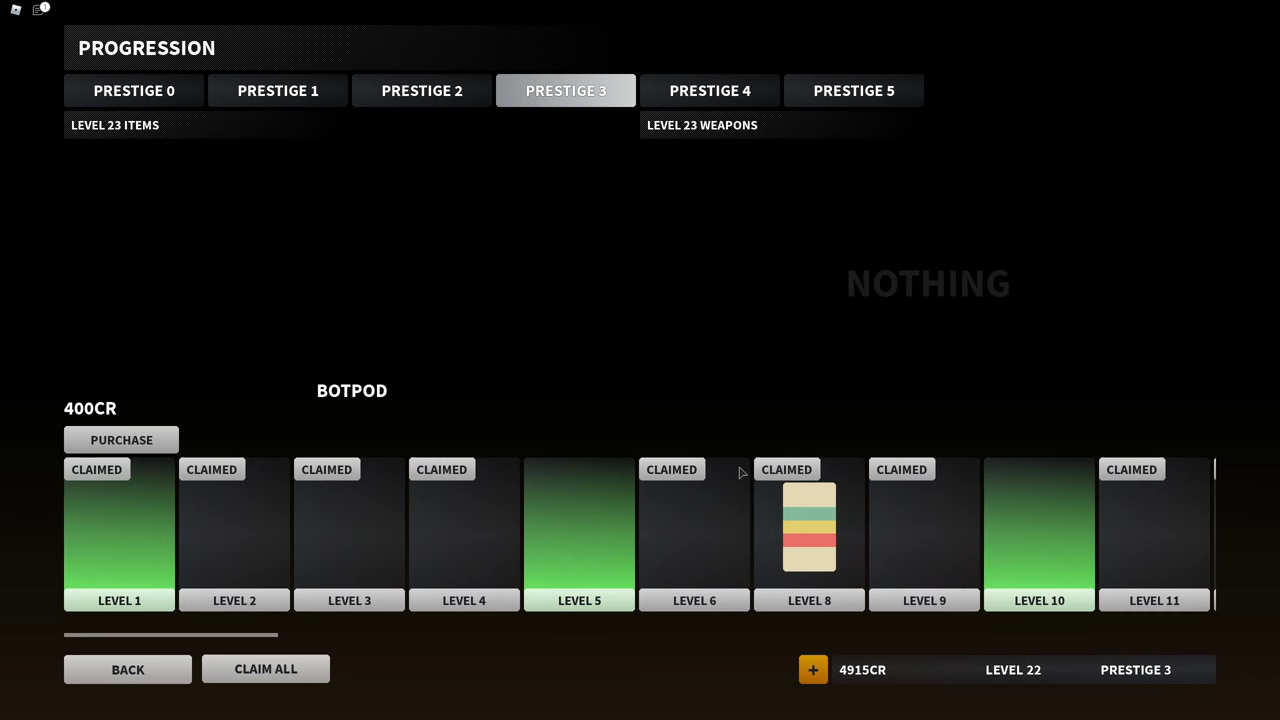 1
PROGRESSION
PRESTIGE 0
PRESTIGE 1
PRESTIGE 2
PRESTIGE 3
PRESTIGE 4
PRESTIGE 5
LEVEL 23 ITEMS
LEVEL 23 WEAPONS
NOTHING
BOTPOD
400CR
PURCHASE
CLAIMED
CLAIMED
CLAIMED
CLAIMED
CLAIMED
CLAIMED
CLAIMED
CLAIMED
LEVEL 1
LEVEL 2
LEVEL 3
LEVEL 4
LEVEL 5
LEVEL 6
LEVEL 8
LEVEL 9
LEVEL 10
LEVEL 11
BACK
CLAIM ALL
+
4915CR
LEVEL 22
PRESTIGE 3